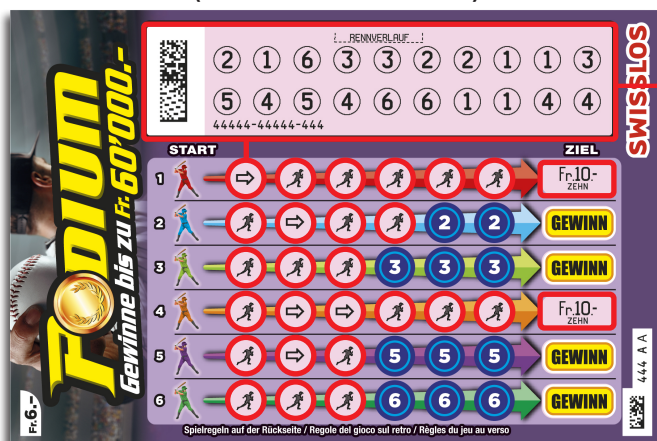 PODIUM
Gewinne bis zu Fr. 60'000.-
Fr. 6.-
RENNVERLAUF
2 1 6 3 3 2 2 1 1 3
5 4 5 4 6 6 1 1 4 4
44444-44444-444
SWISSLOS
START ZIEL
1 Fr.10.-
ZEHN
2 2 2 GEWINN
3 3 3 3 GEWINN
4 Fr.10.-
ZEHN
5 5 5 5 GEWINN
6 6 6 6 GEWINN
444 A A
Spielregeln auf der Rückseite / Regole del gioco sul retro / Règles du jeu au verso